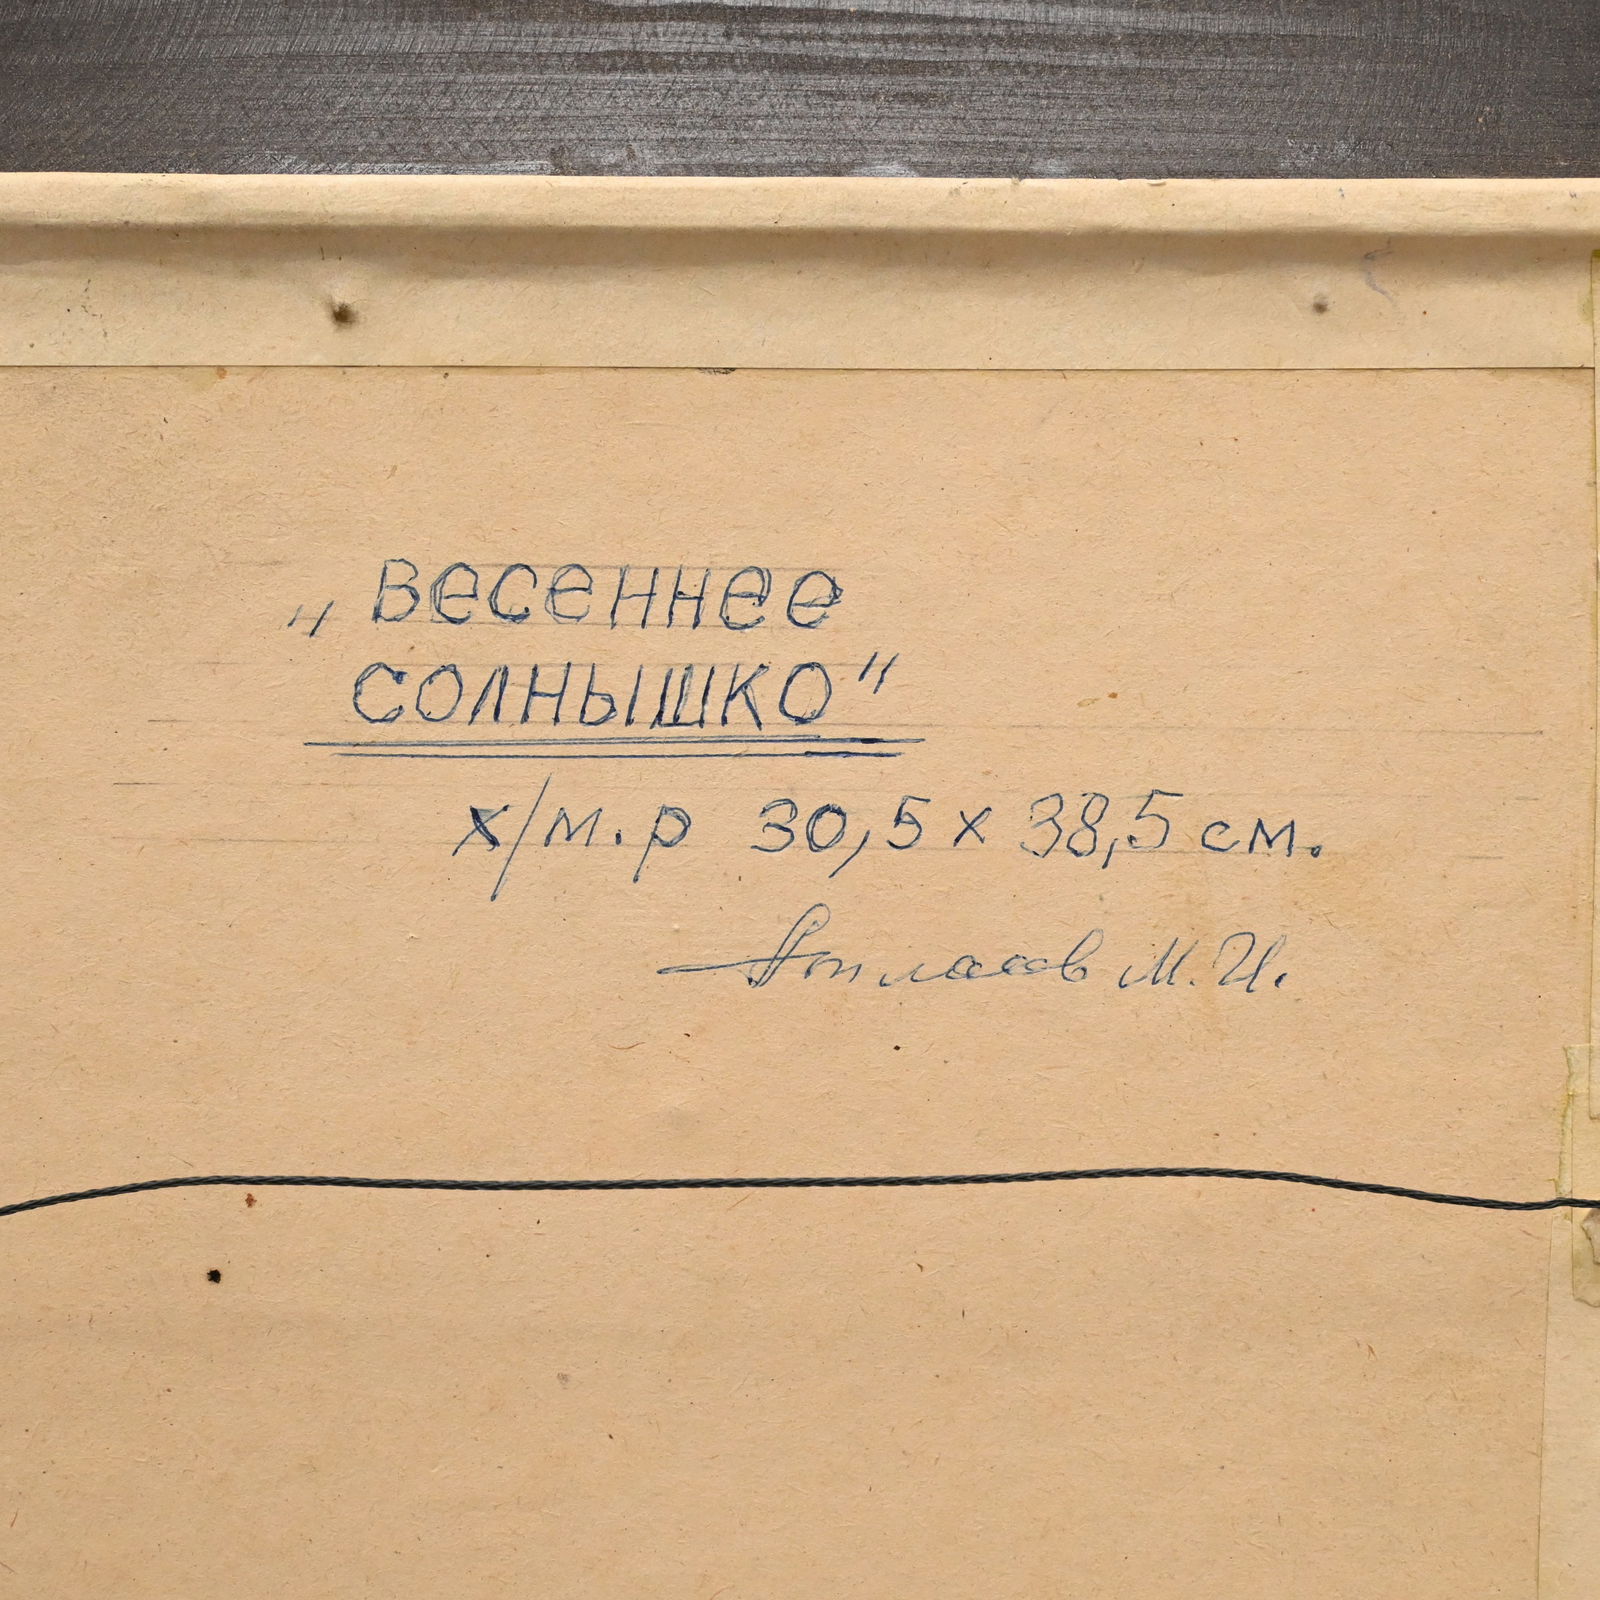 „Весеннее
солнышко"
х/м.р 30,5 х 38,5 см.
М. И.